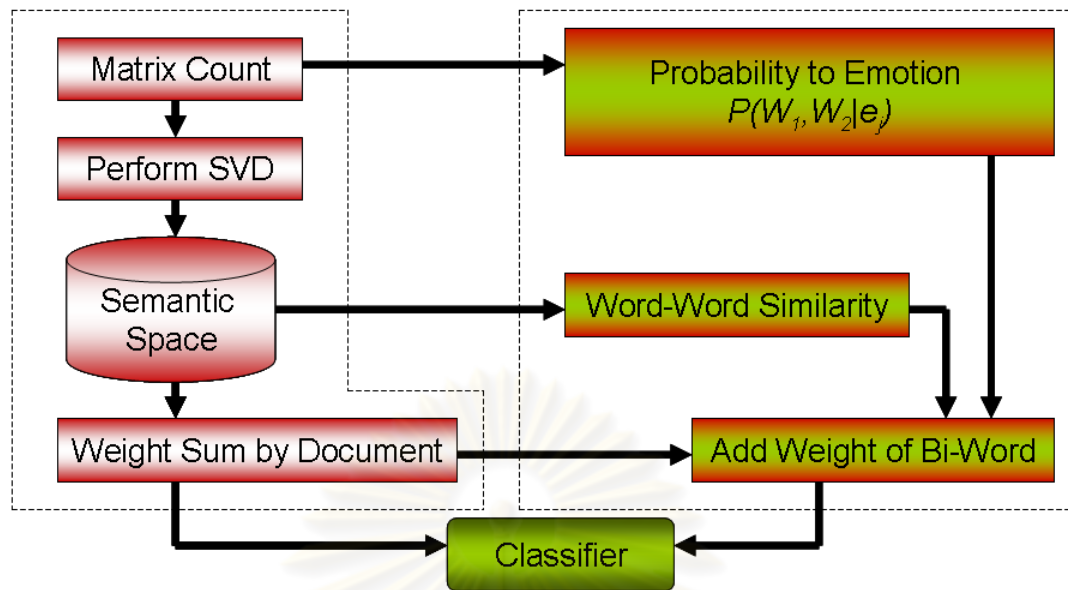 Matrix Count
Probability to Emotion
P(W₁,W₂|eⱼ)
Perform SVD
Semantic
Space
Word-Word Similarity
Weight Sum by Document
Add Weight of Bi-Word
Classifier